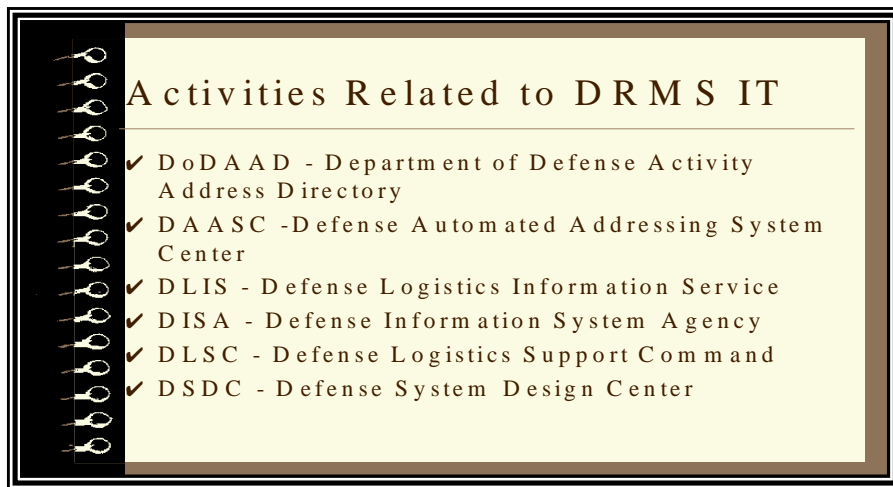 Activities Related to DRMS IT
✔ DoDAAD - Department of Defense Activity
Address Directory
✔ DAASC -Defense Automated Addressing System
Center
✔ DLIS - Defense Logistics Information Service
✔ DISA - Defense Information System Agency
✔ DLSC - Defense Logistics Support Command
✔ DSDC - Defense System Design Center